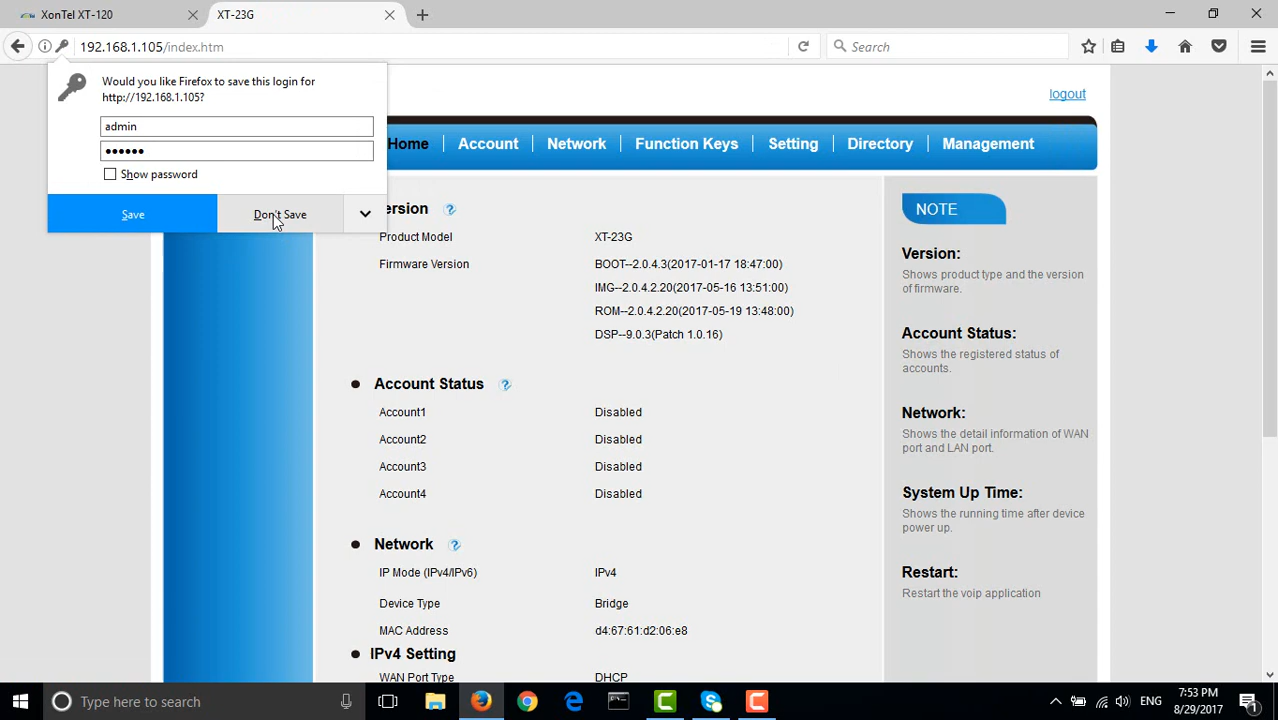 XonTel XT-120
XT-23G
192.168.1.105/index.htm
Search
Would you like Firefox to save this login for
http://192.168.1.105?
admin
••••••
Show password
Save
Don't Save
logout
Home
Account
Network
Function Keys
Setting
Directory
Management
ersion ?
Product Model XT-23G
Firmware Version BOOT--2.0.4.3(2017-01-17 18:47:00)
IMG--2.0.4.2.20(2017-05-16 13:51:00)
ROM--2.0.4.2.20(2017-05-19 13:48:00)
DSP--9.0.3(Patch 1.0.16)
Account Status ?
Account1 Disabled
Account2 Disabled
Account3 Disabled
Account4 Disabled
Network ?
IP Mode (IPv4/IPv6) IPv4
Device Type Bridge
MAC Address d4:67:61:d2:06:e8
IPv4 Setting
WAN Port Type DHCP
NOTE
Version:
Shows product type and the version
of firmware.
Account Status:
Shows the registered status of
accounts.
Network:
Shows the detail information of WAN
port and LAN port.
System Up Time:
Shows the running time after device
power up.
Restart:
Restart the voip application
Type here to search
ENG
7:53 PM
8/29/2017
1